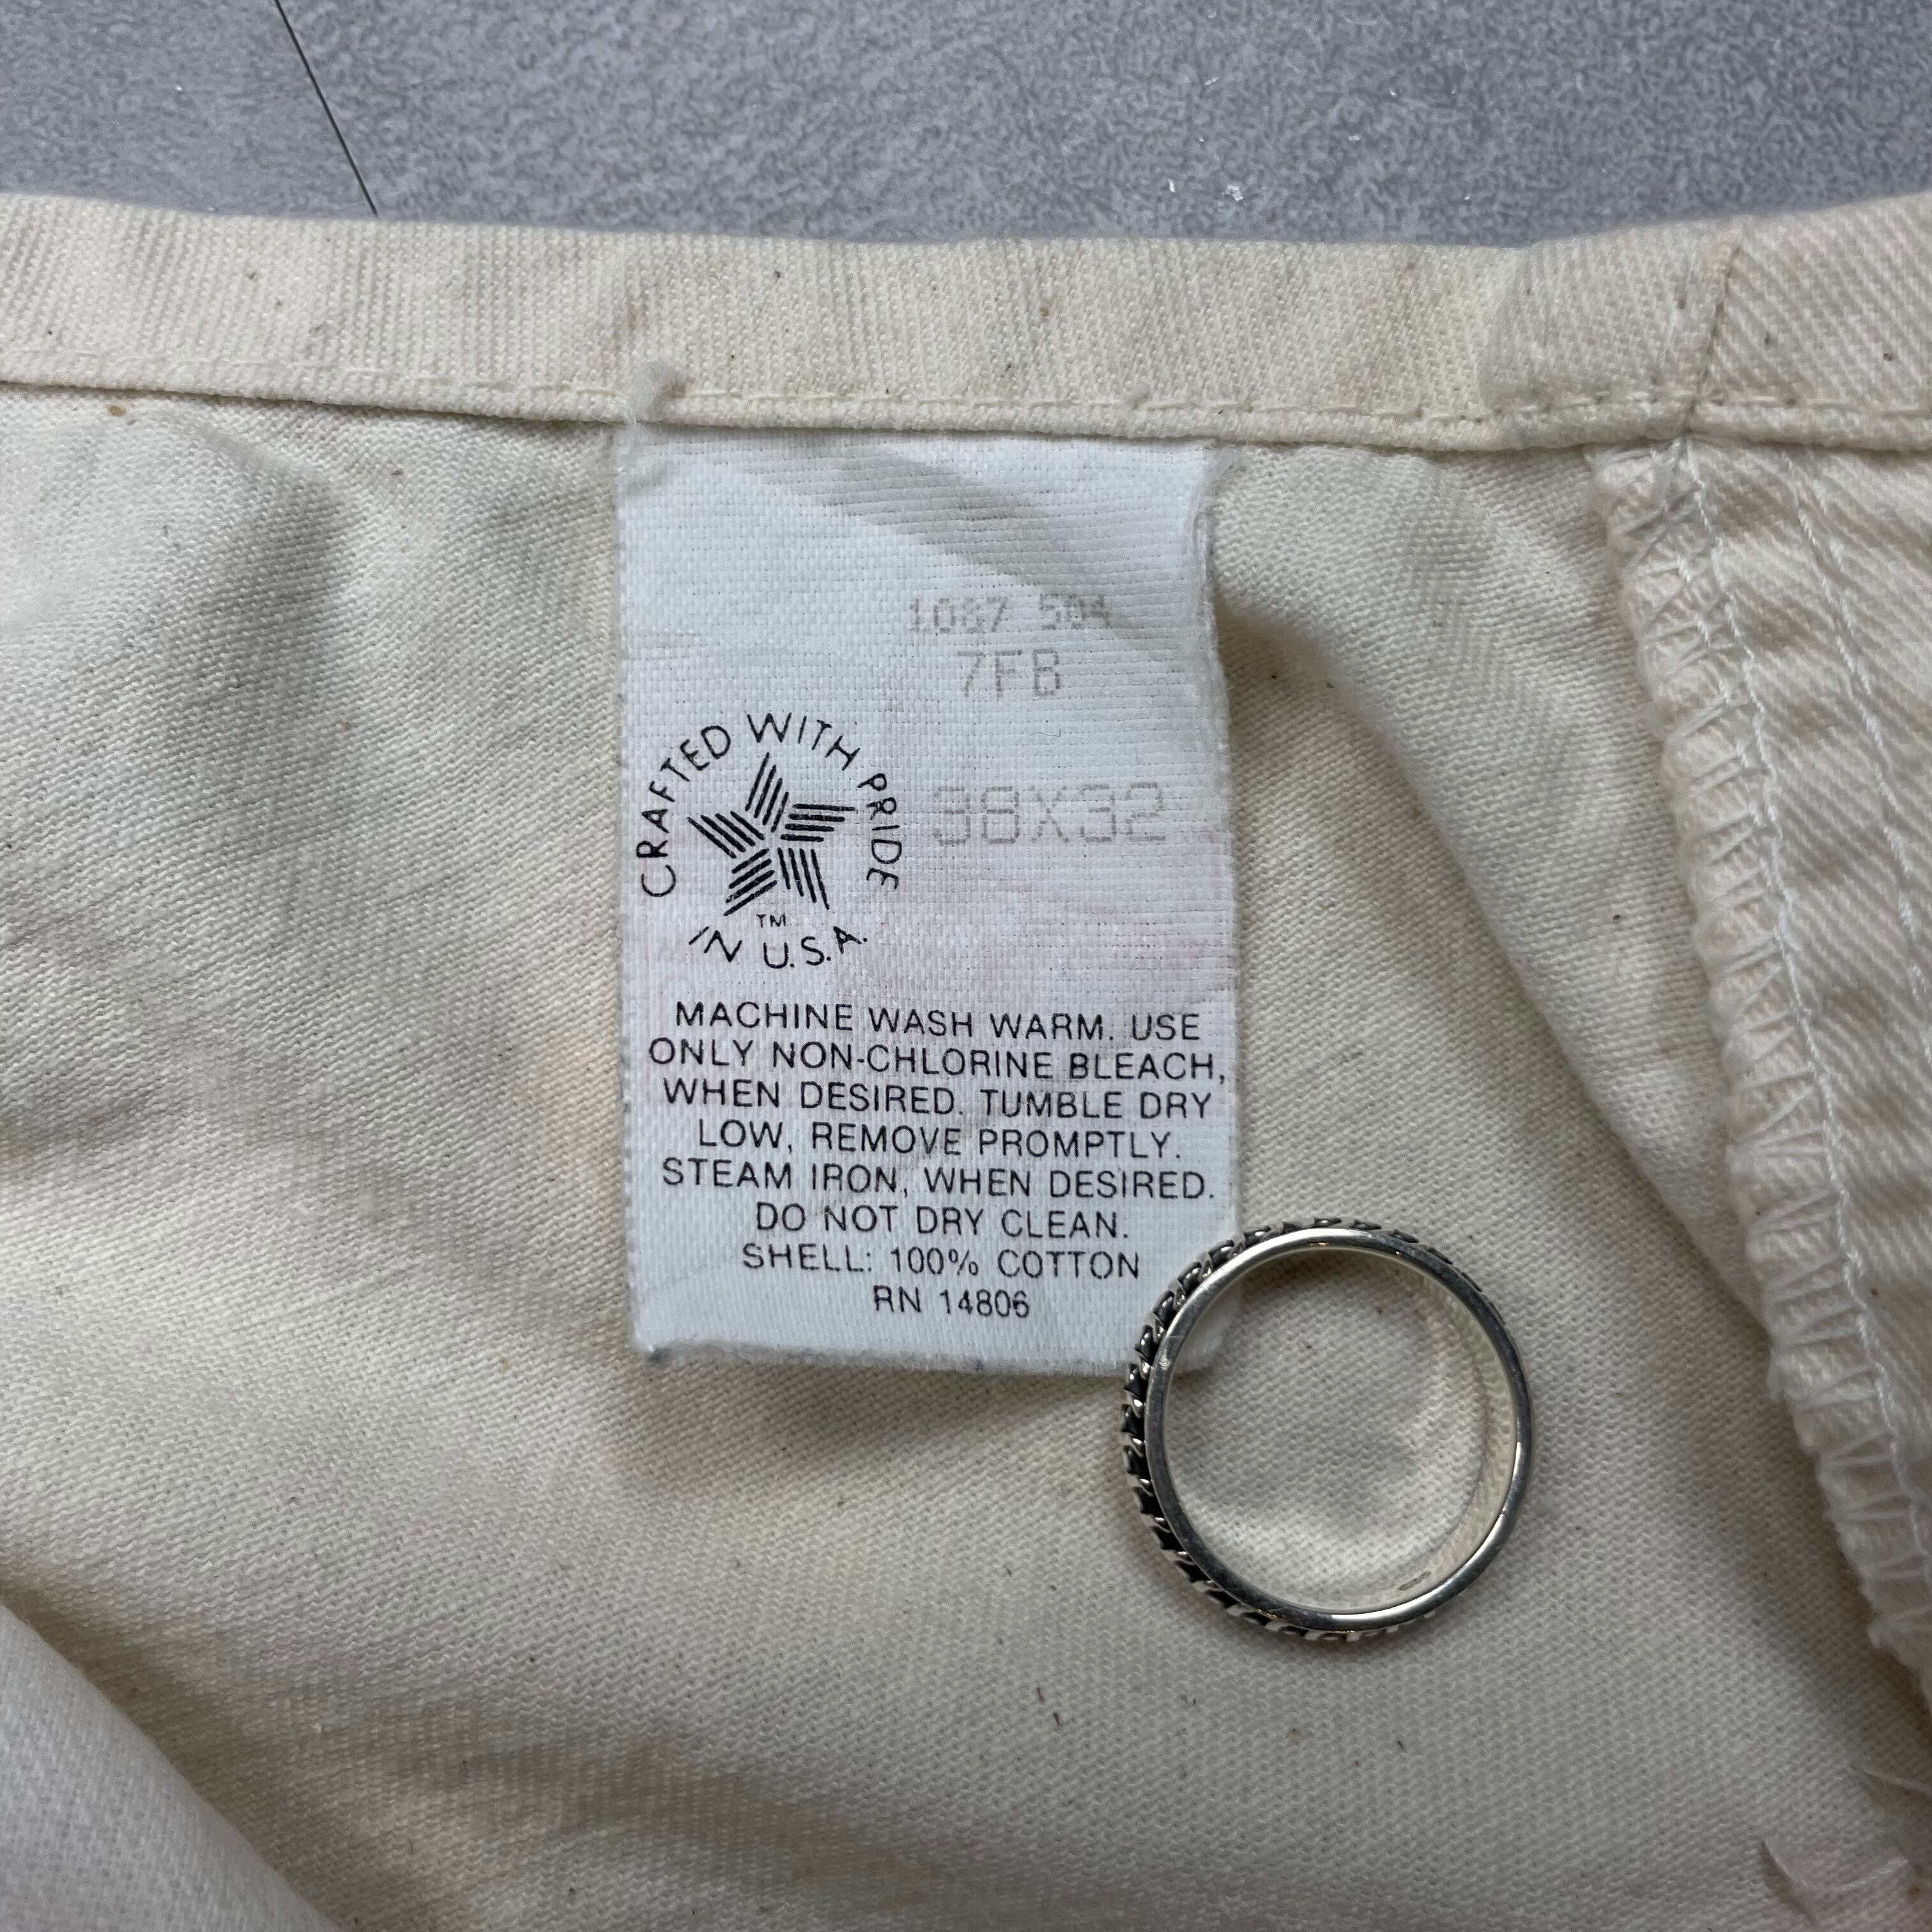 1067 504
7FB
CRAFTED WITH PRIDE
IN U.S.A.
TM
38X32
MACHINE WASH WARM. USE
ONLY NON-CHLORINE BLEACH,
WHEN DESIRED. TUMBLE DRY
LOW, REMOVE PROMPTLY.
STEAM IRON, WHEN DESIRED.
DO NOT DRY CLEAN.
SHELL: 100% COTTON
RN 14806